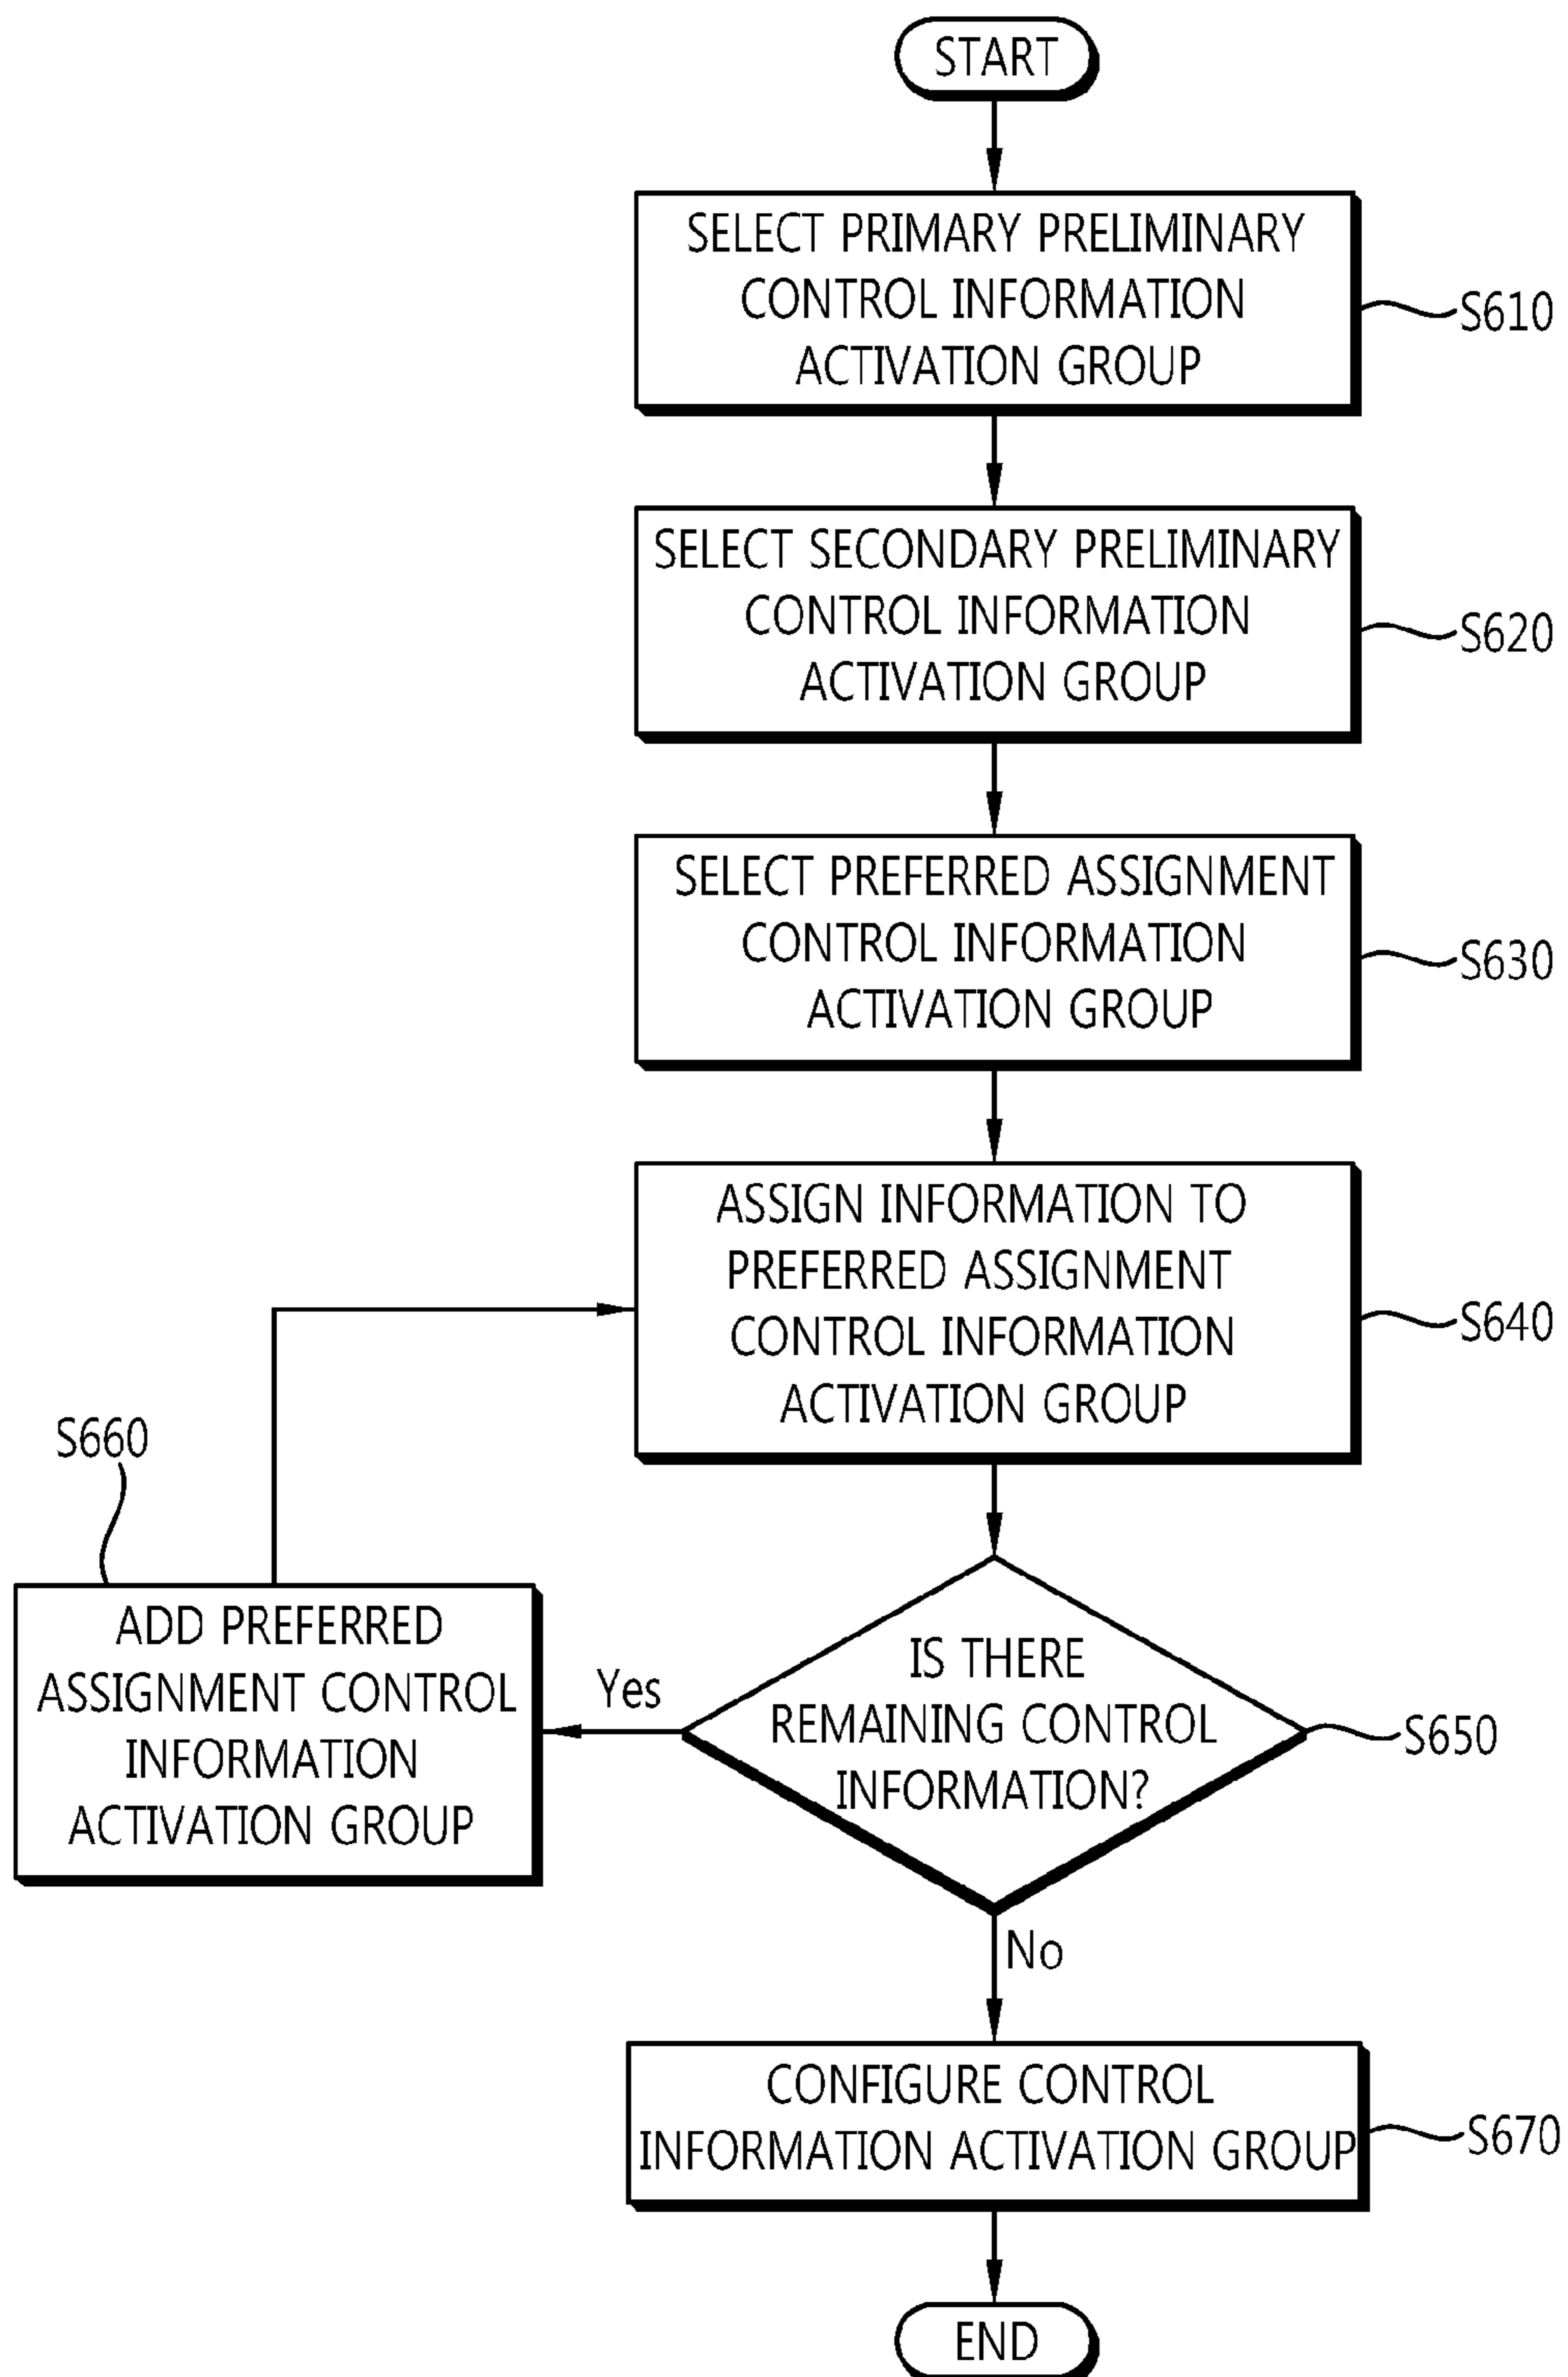 START
SELECT PRIMARY PRELIMINARY
CONTROL INFORMATION
ACTIVATION GROUP
S610
SELECT SECONDARY PRELIMINARY
CONTROL INFORMATION
ACTIVATION GROUP
S620
SELECT PREFERRED ASSIGNMENT
CONTROL INFORMATION
ACTIVATION GROUP
S630
ASSIGN INFORMATION TO
PREFERRED ASSIGNMENT
CONTROL INFORMATION
ACTIVATION GROUP
S640
S660
ADD PREFERRED
ASSIGNMENT CONTROL
INFORMATION
ACTIVATION GROUP
Yes
IS THERE
REMAINING CONTROL
INFORMATION?
S650
No
CONFIGURE CONTROL
INFORMATION ACTIVATION GROUP
S670
END